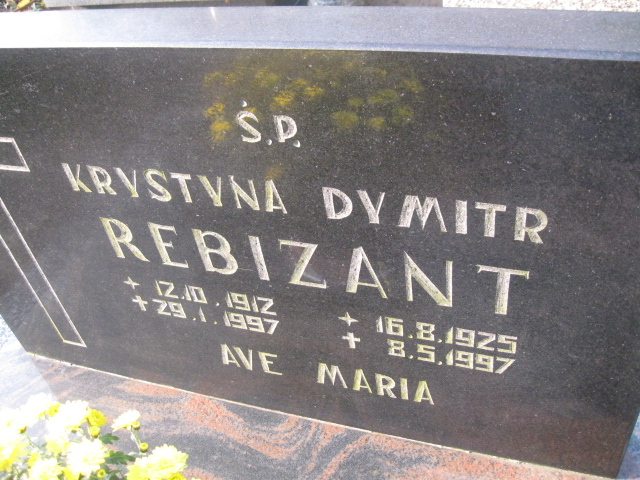 Ś.P.
KRYSTYNA DYMITR
REBIZANT
+ 12.10.1912 + 16.8.1925
+ 29.1.1997 + 8.5.1997
AVE MARIA